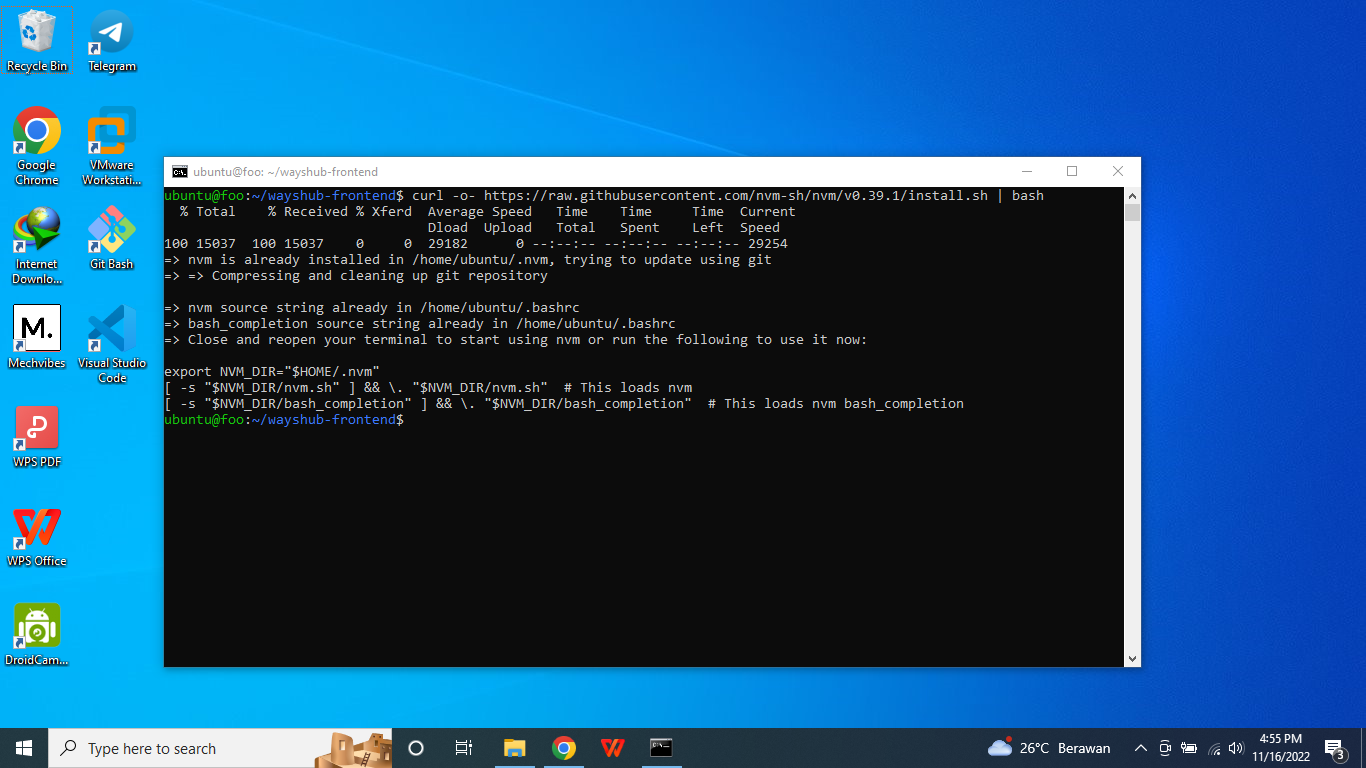 Recycle Bin
Telegram
Google
Chrome
VMware
Workstati...
Internet
Downlo...
Git Bash
M.
Mechvibes
Visual Studio
Code
WPS PDF
WPS Office
DroidCam...
ubuntu@foo: ~/wayshub-frontend
ubuntu@foo:~/wayshub-frontend$ curl -o- https://raw.githubusercontent.com/nvm-sh/nvm/v0.39.1/install.sh | bash
  % Total    % Received % Xferd  Average Speed   Time    Time     Time  Current
                                 Dload  Upload   Total   Spent    Left  Speed
100 15037  100 15037    0     0  29182      0 --:--:-- --:--:-- --:--:-- 29254
=> nvm is already installed in /home/ubuntu/.nvm, trying to update using git
=> => Compressing and cleaning up git repository
=> nvm source string already in /home/ubuntu/.bashrc
=> bash_completion source string already in /home/ubuntu/.bashrc
=> Close and reopen your terminal to start using nvm or run the following to use it now:
export NVM_DIR="$HOME/.nvm"
[ -s "$NVM_DIR/nvm.sh" ] && \. "$NVM_DIR/nvm.sh"  # This loads nvm
[ -s "$NVM_DIR/bash_completion" ] && \. "$NVM_DIR/bash_completion"  # This loads nvm bash_completion
ubuntu@foo:~/wayshub-frontend$
Type here to search
26°C Berawan
4:55 PM
11/16/2022
3